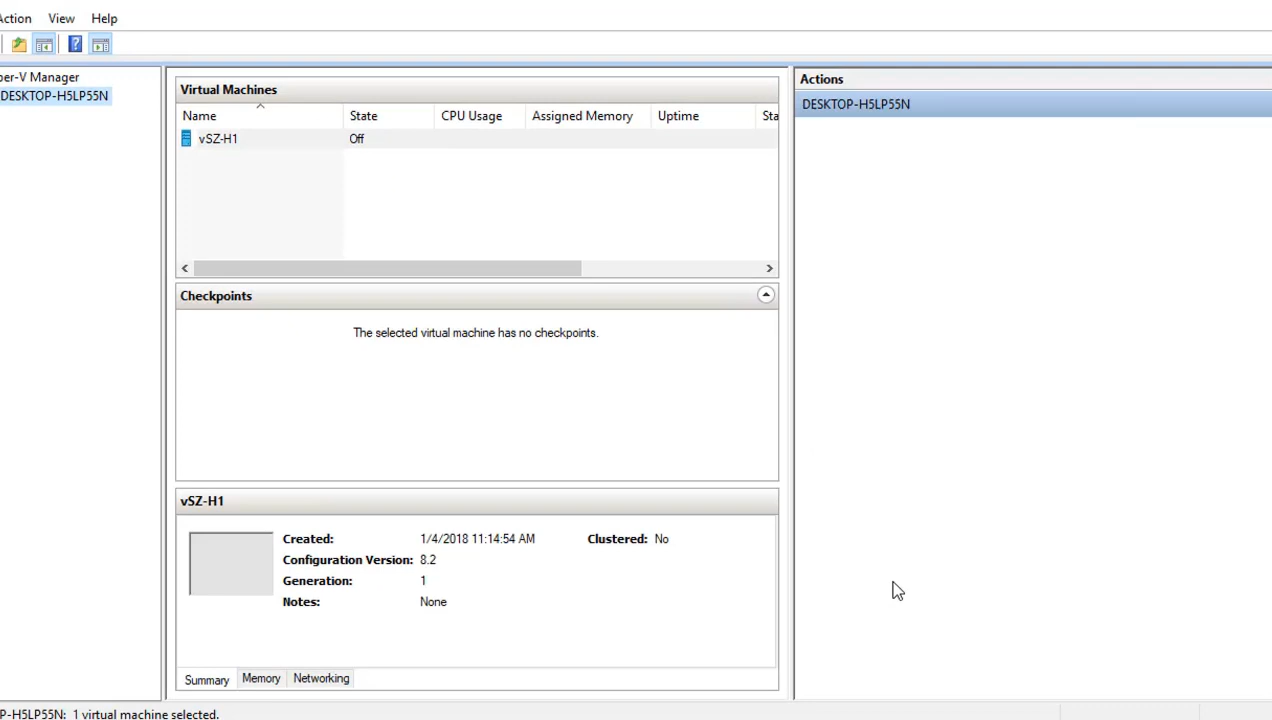 Action View Help
per-V Manager
DESKTOP-H5LP55N
Virtual Machines
Name State CPU Usage Assigned Memory Uptime Sta
vSZ-H1 Off
Checkpoints
The selected virtual machine has no checkpoints.
vSZ-H1
Created: 1/4/2018 11:14:54 AM Clustered: No
Configuration Version: 8.2
Generation: 1
Notes: None
Summary Memory Networking
Actions
DESKTOP-H5LP55N
P-H5LP55N: 1 virtual machine selected.